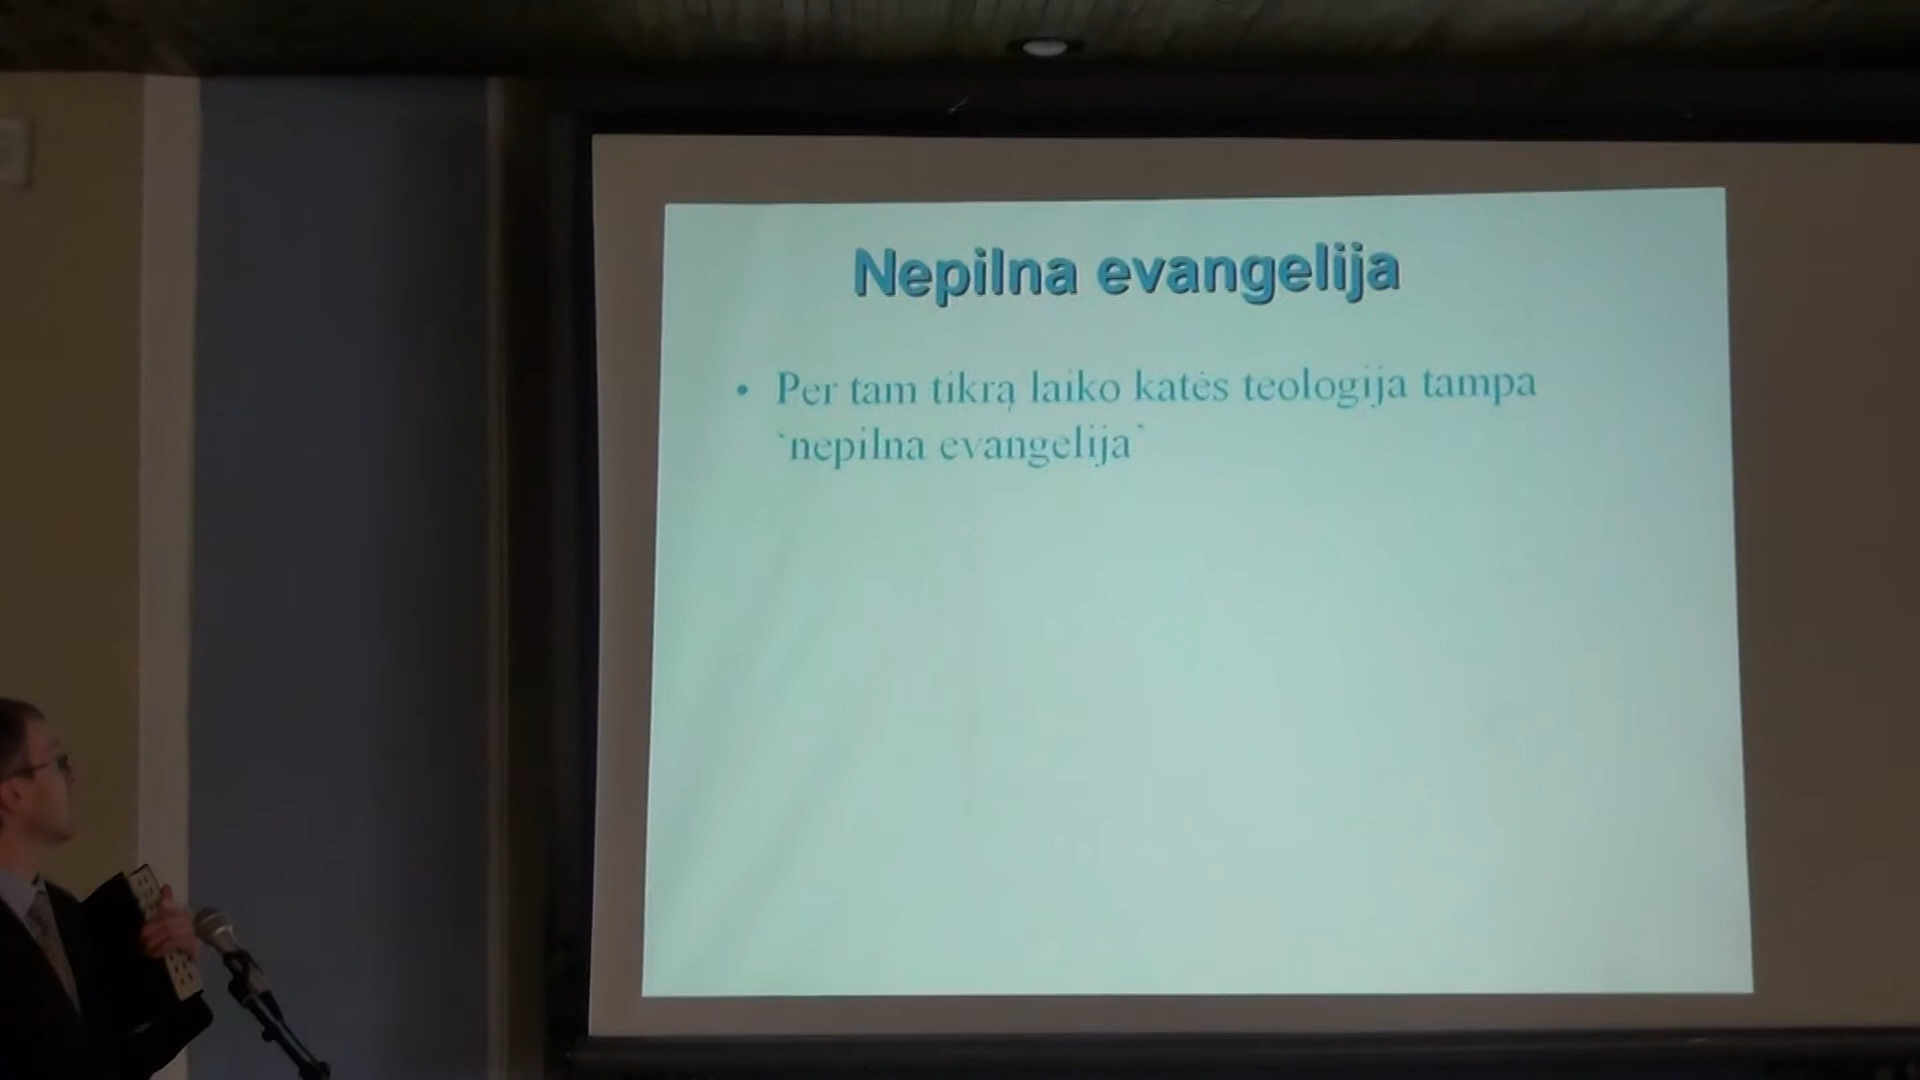 Nepilna evangelija
• Per tam tikrą laiko katės teologija tampa
`nepilna evangelija`